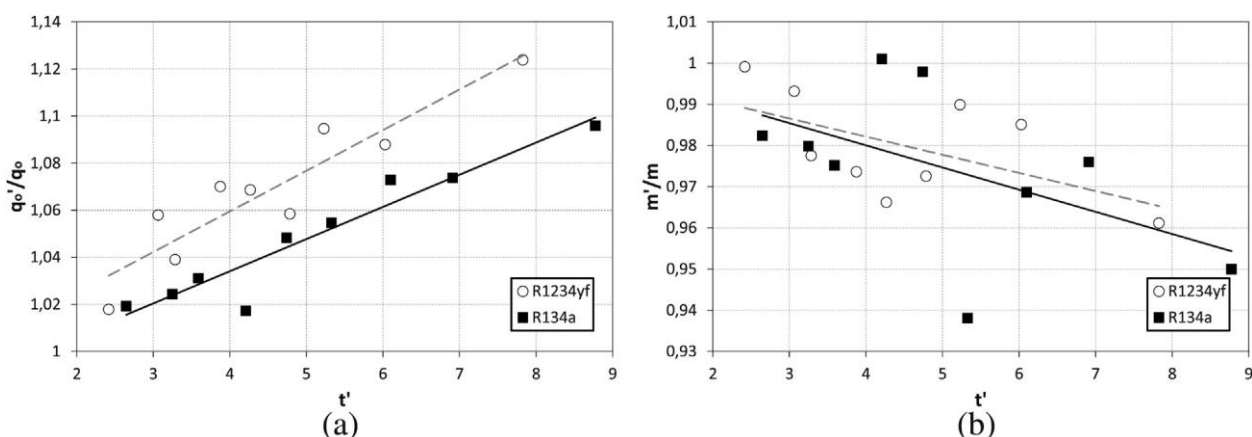 1,14
1,12
1,1
1,08
1,06
1,04
1,02
1
qo'/qo
2 3 4 5 6 7 8 9
t'
R1234yf
R134a
(a)
1,01
1
0,99
0,98
0,97
0,96
0,95
0,94
0,93
m'/m
2 3 4 5 6 7 8 9
t'
R1234yf
R134a
(b)